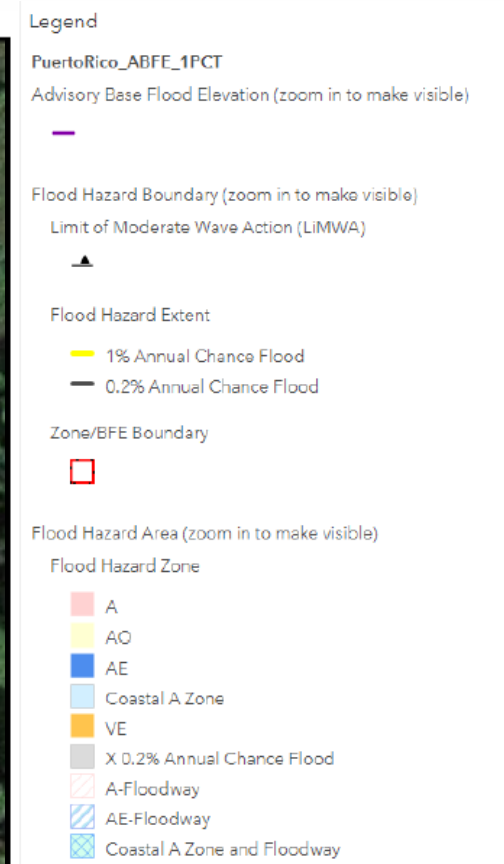 Legend
PuertoRico_ABFE_1PCT
Advisory Base Flood Elevation (zoom in to make visible)
Flood Hazard Boundary (zoom in to make visible)
Limit of Moderate Wave Action (LiMWA)
Flood Hazard Extent
1% Annual Chance Flood
0.2% Annual Chance Flood
Zone/BFE Boundary
Flood Hazard Area (zoom in to make visible)
Flood Hazard Zone
A
AO
AE
Coastal A Zone
VE
X 0.2% Annual Chance Flood
A-Floodway
AE-Floodway
Coastal A Zone and Floodway